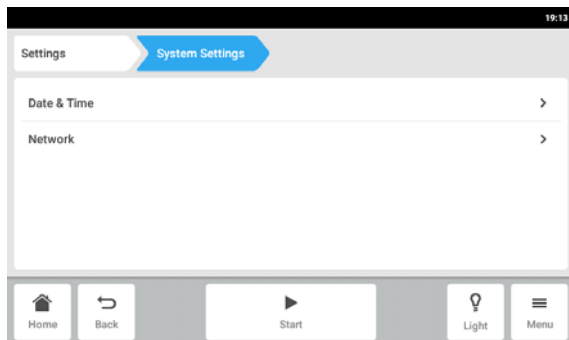 19:13
Settings
System Settings
Date & Time
Network
Home
Back
Start
Light
Menu